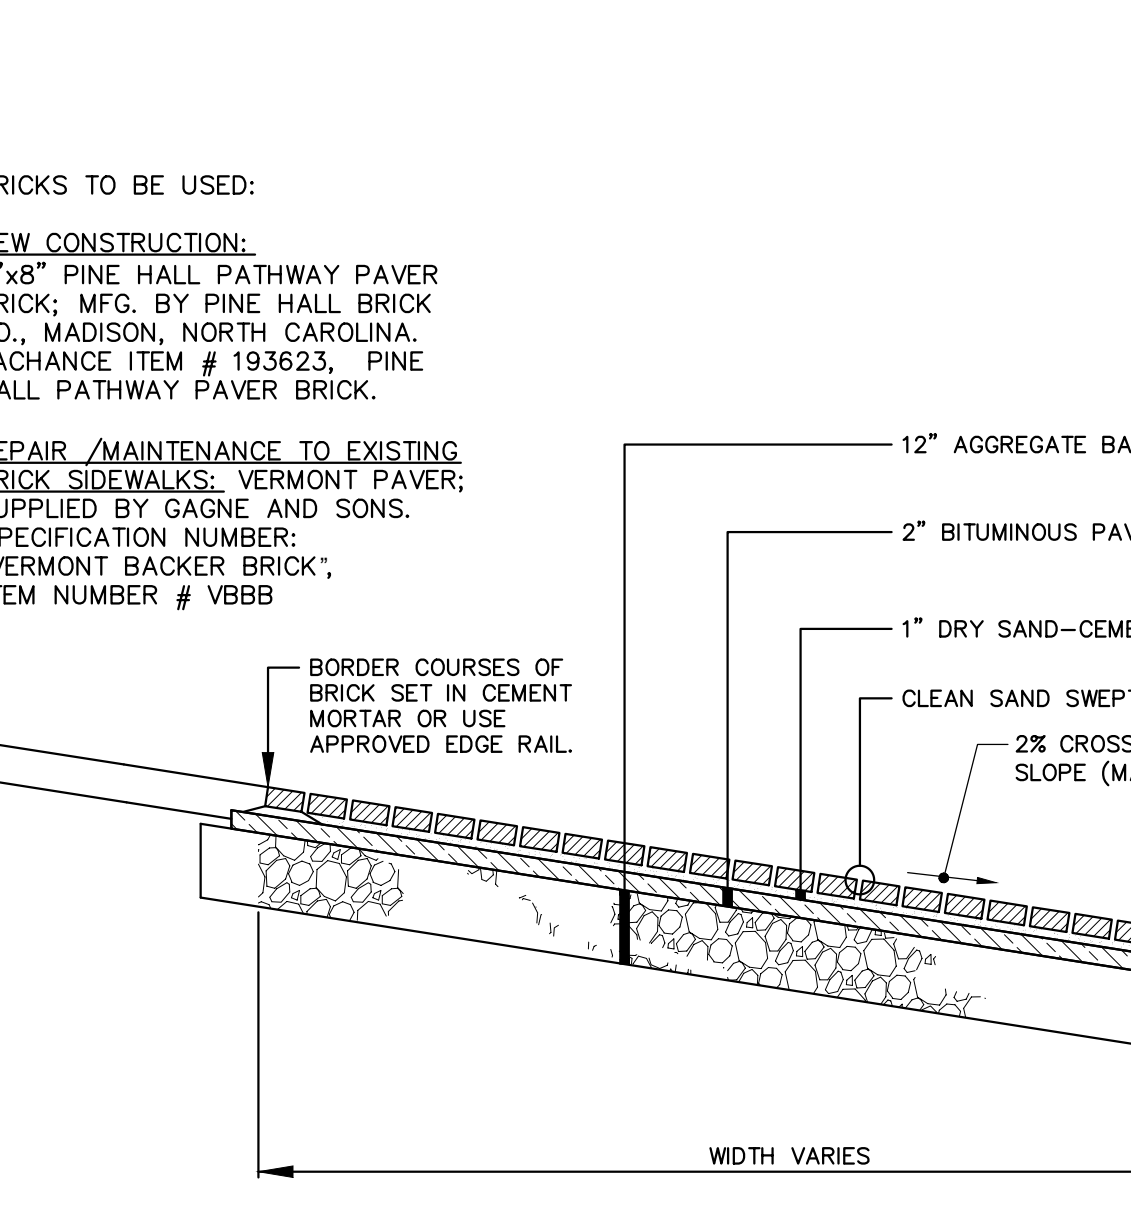 RICKS TO BE USED:
EW CONSTRUCTION:
"x8" PINE HALL PATHWAY PAVER
RICK; MFG. BY PINE HALL BRICK
O., MADISON, NORTH CAROLINA.
ACHANCE ITEM # 193623, PINE
ALL PATHWAY PAVER BRICK.
EPAIR /MAINTENANCE TO EXISTING
RICK SIDEWALKS: VERMONT PAVER;
UPPLIED BY GAGNE AND SONS.
PECIFICATION NUMBER:
VERMONT BACKER BRICK",
TEM NUMBER # VBBB
12" AGGREGATE BA
2" BITUMINOUS PAV
1" DRY SAND-CEME
CLEAN SAND SWEPT
2% CROSS
SLOPE (MA
BORDER COURSES OF
BRICK SET IN CEMENT
MORTAR OR USE
APPROVED EDGE RAIL.
WIDTH VARIES